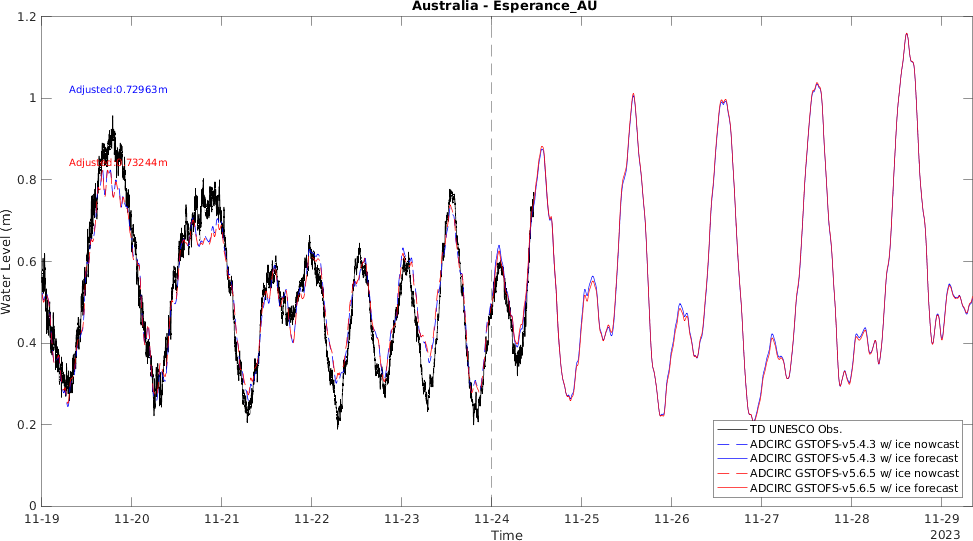 Australia - Esperance_AU
1.2
1
0.8
0.6
0.4
0.2
0
Water Level (m)
Adjusted:0.72963m
Adjusted:0.73244m
TD UNESCO Obs.
ADCIRC GSTOFS-v5.4.3 w/ ice nowcast
ADCIRC GSTOFS-v5.4.3 w/ ice forecast
ADCIRC GSTOFS-v5.6.5 w/ ice nowcast
ADCIRC GSTOFS-v5.6.5 w/ ice forecast
11-19 11-20 11-21 11-22 11-23 11-24 11-25 11-26 11-27 11-28 11-29
Time
2023